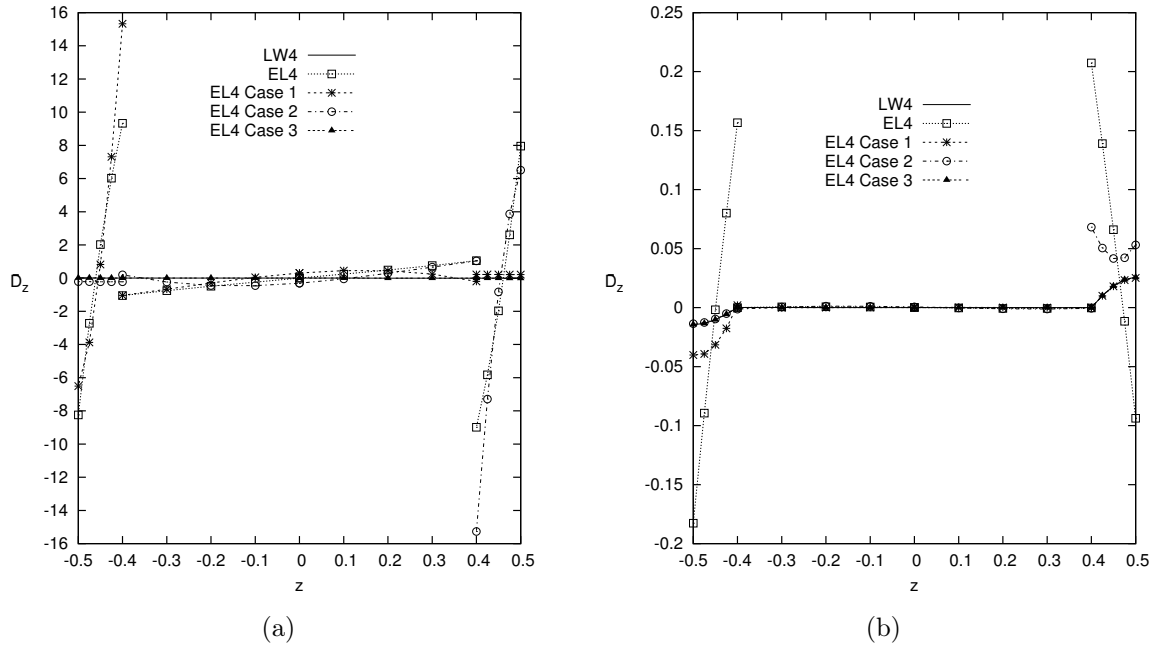 16
14
12
10
8
6
4
2
0
-2
-4
-6
-8
-10
-12
-14
-16
D̄z
LW4
EL4
EL4 Case 1
EL4 Case 2
EL4 Case 3
-0.5 -0.4 -0.3 -0.2 -0.1 0 0.1 0.2 0.3 0.4 0.5
z
(a)
0.25
0.2
0.15
0.1
0.05
0
-0.05
-0.1
-0.15
-0.2
D̄z
LW4
EL4
EL4 Case 1
EL4 Case 2
EL4 Case 3
-0.5 -0.4 -0.3 -0.2 -0.1 0 0.1 0.2 0.3 0.4 0.5
z
(b)